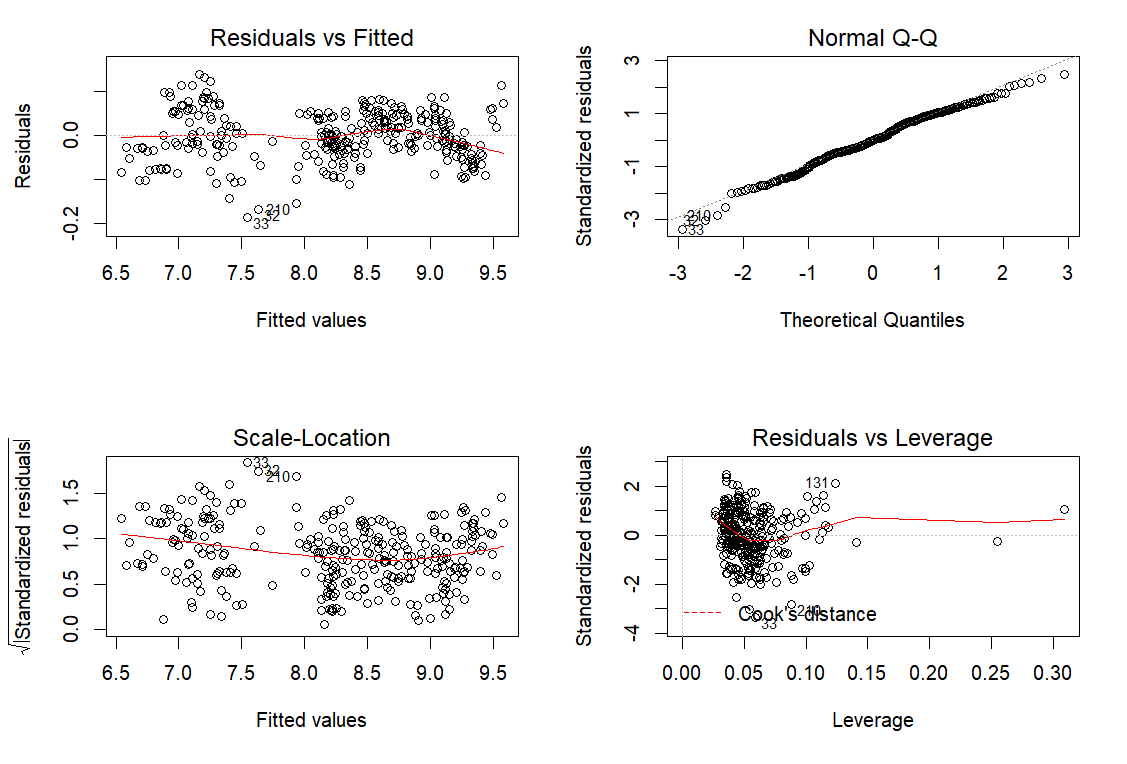 Residuals vs Fitted
Residuals
0.0
-0.2
210
32
33
6.5 7.0 7.5 8.0 8.5 9.0 9.5
Fitted values
Normal Q-Q
Standardized residuals
3
1
-1
-3
210
32
33
-3 -2 -1 0 1 2 3
Theoretical Quantiles
Scale-Location
√|Standardized residuals|
1.5
1.0
0.5
0.0
33
32
210
6.5 7.0 7.5 8.0 8.5 9.0 9.5
Fitted values
Residuals vs Leverage
Standardized residuals
2
0
-2
-4
131
210
Cook's distance
33
0.00 0.05 0.10 0.15 0.20 0.25 0.30
Leverage